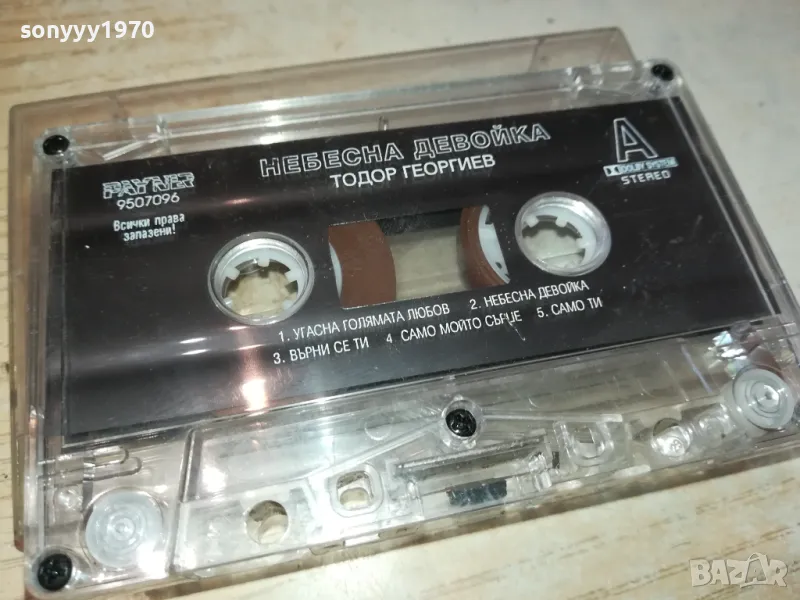 sonyyy1970
НЕБЕСНА ДЕВОЙКА
ТОДОР ГЕОРГИЕВ
PAYNER
9507096
Всички права
запазени!
A
DOLBY SYSTEM
STEREO
1. УГАСНА ГОЛЯМАТА ЛЮБОВ 2. НЕБЕСНА ДЕВОЙКА
3. ВЪРНИ СЕ ТИ 4 САМО МОЙТО СЪРЦЕ 5. САМО ТИ
BAZAR